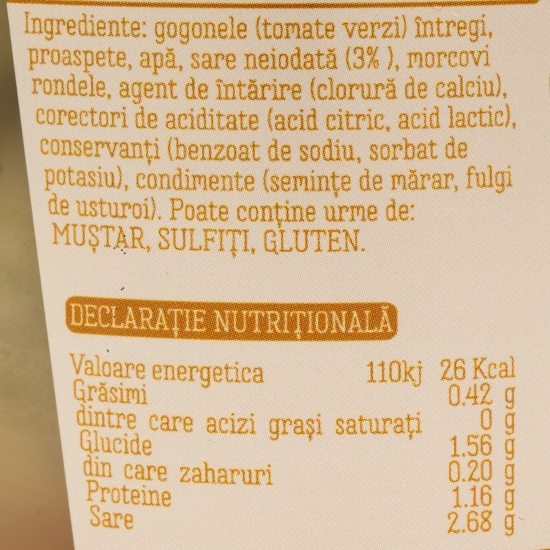 Ingrediente: gogonele (tomate verzi) întregi,
proaspete, apă, sare neiodată (3% ), morcovi
rondele, agent de întărire (clorură de calciu),
corectori de aciditate (acid citric, acid lactic),
conservanți (benzoat de sodiu, sorbat de
potasiu), condimente (semințe de mărar, fulgi
de usturoi). Poate conține urme de:
MUȘTAR, SULFIȚI, GLUTEN.
DECLARAȚIE NUTRIȚIONALĂ
Valoare energetica 110kj 26 Kcal
Grăsimi 0.42 g
dintre care acizi grași saturați 0 g
Glucide 1.56 g
din care zaharuri 0.20 g
Proteine 1.16 g
Sare 2.68 g